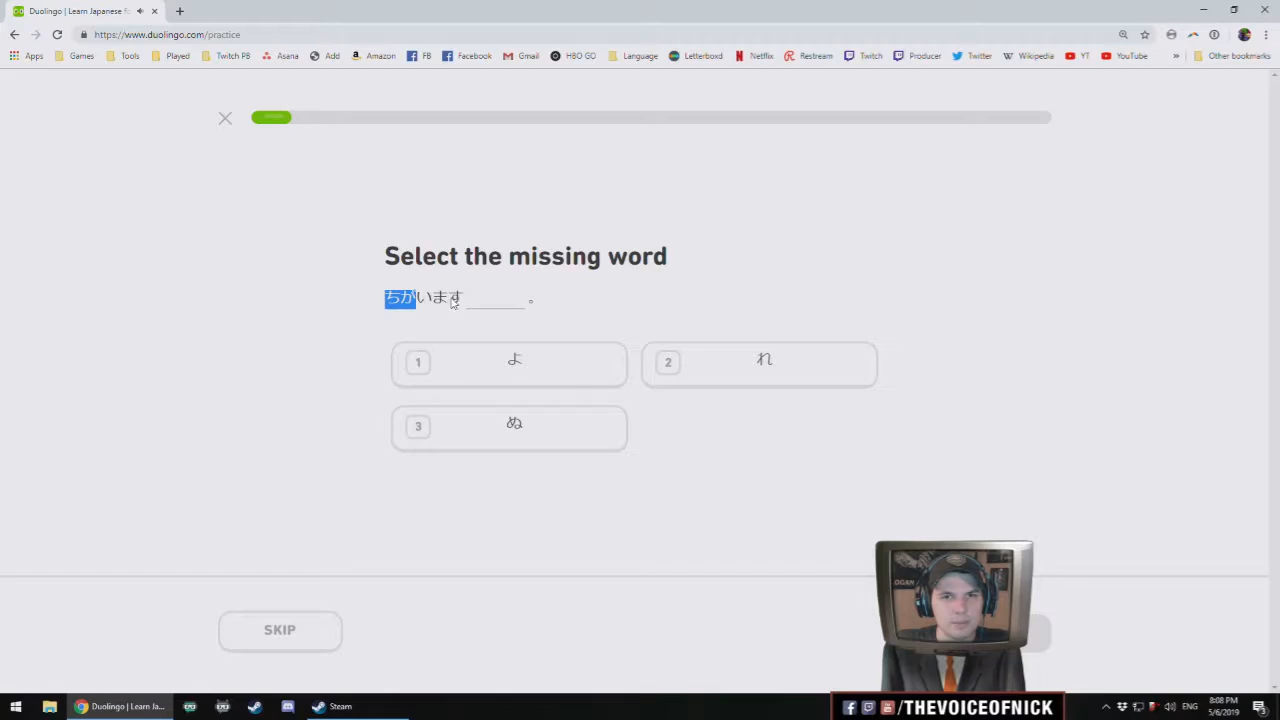 Duolingo | Learn Japanese f
https://www.duolingo.com/practice
Apps Games Tools Played Twitch PB Asana Add Amazon FB Facebook Gmail HBO GO Language Letterboxd Netflix Restream Twitch Producer Twitter Wikipedia YT YouTube » Other bookmarks
Select the missing word
ちがいます ______ 。
1 よ
2 れ
3 ぬ
SKIP
OGAN
/THEVOICEOFNICK
Duolingo | Learn Ja...
Steam
ENG
8:08 PM
5/6/2019